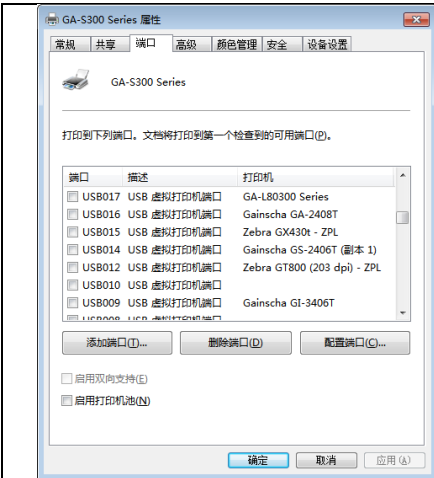 GA-S300 Series 属性
常规 共享 端口 高级 颜色管理 安全 设备设置
GA-S300 Series
打印到下列端口。文档将打印到第一个检查到的可用端口(P)。
端口 描述 打印机
USB017 USB 虚拟打印机端口 GA-L80300 Series
USB016 USB 虚拟打印机端口 Gainscha GA-2408T
USB015 USB 虚拟打印机端口 Zebra GX430t - ZPL
USB014 USB 虚拟打印机端口 Gainscha GS-2406T (副本 1)
USB012 USB 虚拟打印机端口 Zebra GT800 (203 dpi) - ZPL
USB010 USB 虚拟打印机端口
USB009 USB 虚拟打印机端口 Gainscha GI-3406T
USB008 USB 虚拟打印机端口
添加端口(T)... 删除端口(D) 配置端口(C)...
启用双向支持(E)
启用打印机池(N)
确定 取消 应用(A)